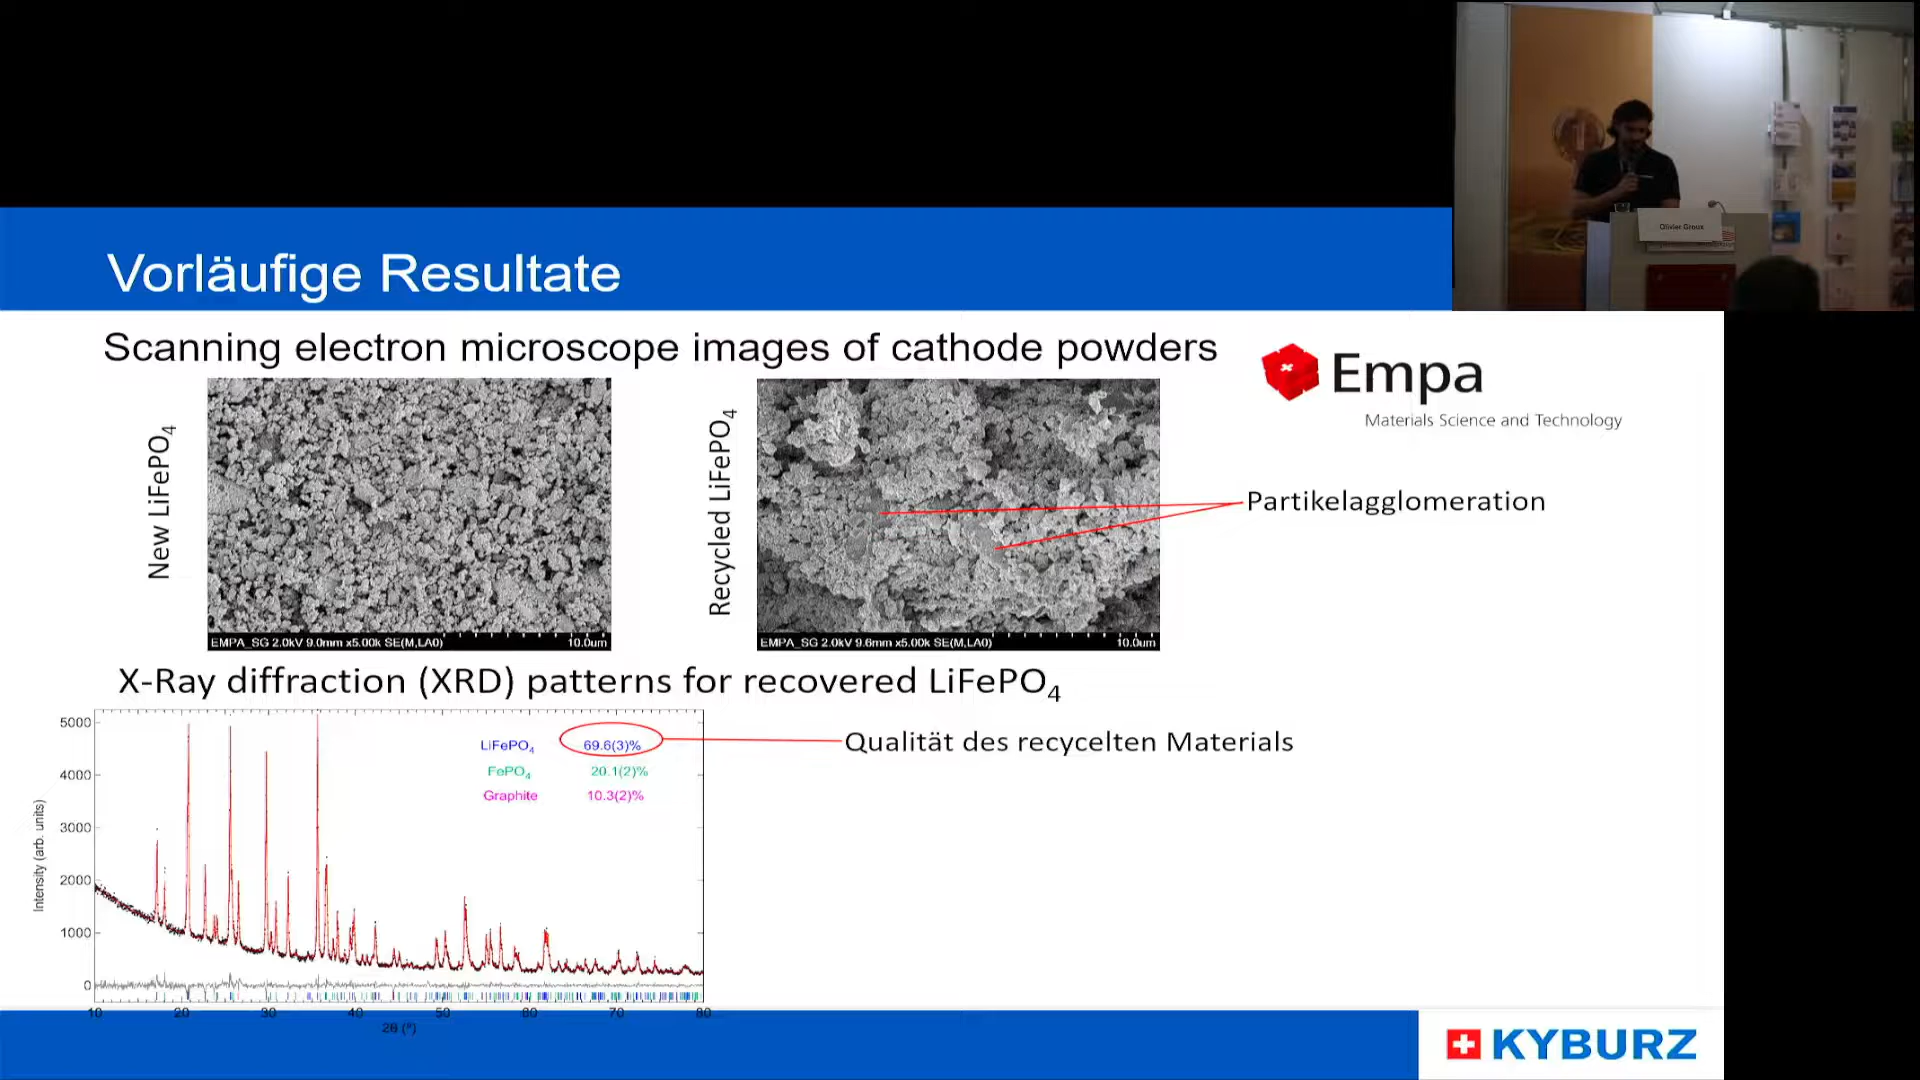 Olivier Groux
Vorläufige Resultate
Scanning electron microscope images of cathode powders
Empa
Materials Science and Technology
New LiFePO4
Recycled LiFePO4
Partikelagglomeration
EMPA_SG 2.0kV 9.0mm x5.00k SE(M,LA0) 10.0um
EMPA_SG 2.0kV 9.6mm x5.00k SE(M,LA0) 10.0um
X-Ray diffraction (XRD) patterns for recovered LiFePO4
LiFePO4 69.6(3)%
FePO4 20.1(2)%
Graphite 10.3(2)%
Qualität des recycelten Materials
Intensity (arb. units)
5000
4000
3000
2000
1000
0
10 20 30 40 50 60 70 80
2θ (°)
KYBURZ